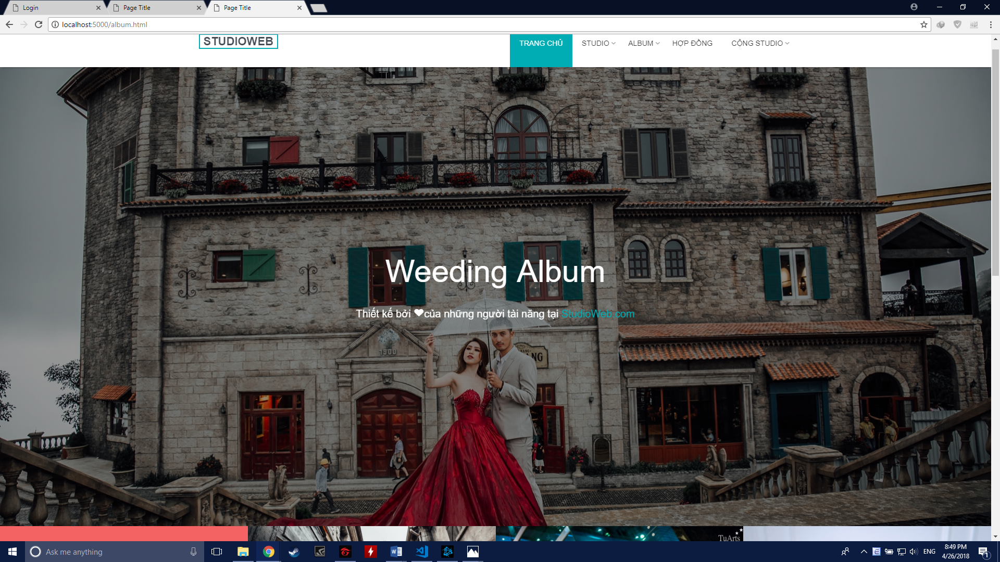 Login
Page Title
Page Title
localhost:5000/album.html
STUDIOWEB
TRANG CHỦ
STUDIO
ALBUM
HỢP ĐỒNG
CỘNG STUDIO
Weeding Album
Thiết kế bởi ❤của những người tài năng tại StudioWeb.com
1900
TuArts
Ask me anything
ENG
8:49 PM
4/26/2018
1